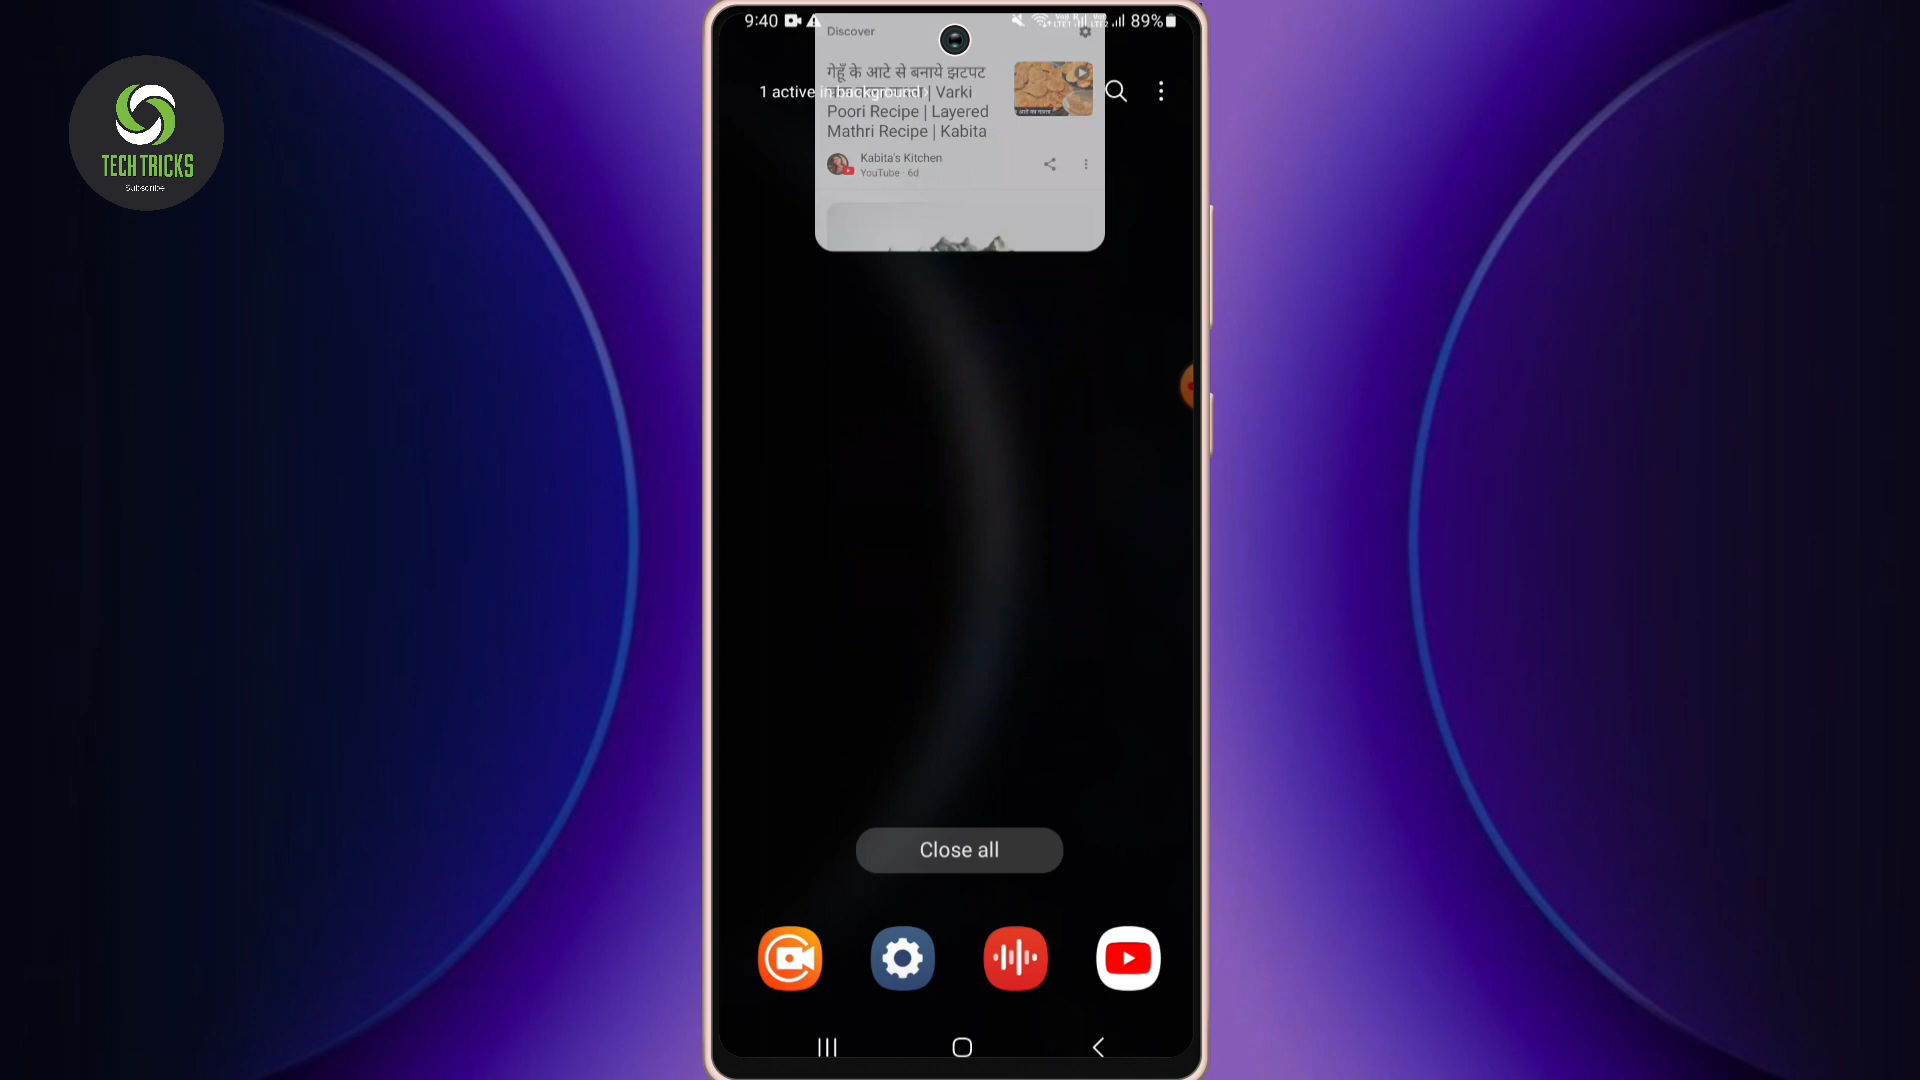 9:40
89%
Discover
गेहूँ के आटे से बनाये झटपट
1 active in background ›
| Varki
Poori Recipe | Layered
Mathri Recipe | Kabita
Kabita's Kitchen
YouTube · 6d
TECH TRICKS
Subscribe
Close all